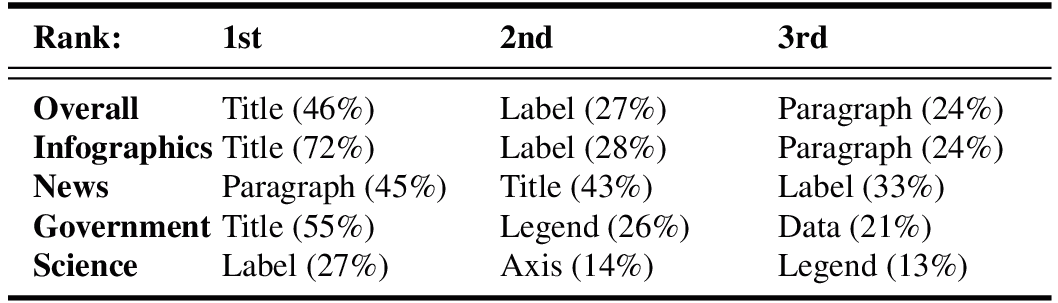 Rank: 1st 2nd 3rd
Overall Title (46%) Label (27%) Paragraph (24%)
Infographics Title (72%) Label (28%) Paragraph (24%)
News Paragraph (45%) Title (43%) Label (33%)
Government Title (55%) Legend (26%) Data (21%)
Science Label (27%) Axis (14%) Legend (13%)